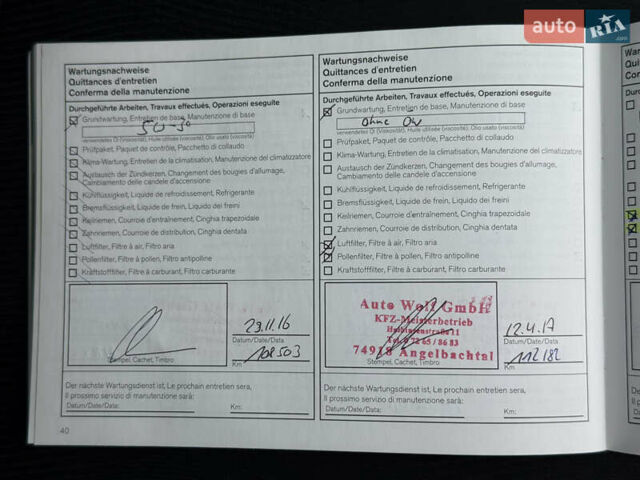 auto RIA .com
Wartungsnachweise
Quittances d'entretien
Conferma della manutenzione
Durchgeführte Arbeiten, Travaux effectués, Operazioni eseguite
Grundwartung, Entretien de base, Manutenzione di base
50-30
verwendetes Öl (Viscosität), Huile utilisée (viscosité), Olio usato (viscosità)
Prüfpaket, Paquet de contrôle, Pacchetto di collaudo
Klima-Wartung, Entretien de la climatisation, Manutenzione del climatizzatore
Austausch der Zündkerzen, Changement des bougies d'allumage,
Cambiamento delle candele d'accensione
Kühlflüssigkeit, Liquide de refroidissement, Refrigerante
Bremsflüssigkeit, Liquide de frein, Liquido dei freini
Keilriemen, Courroie d'entraînement, Cinghia trapezoidale
Zahnriemen, Courroie de distribution, Cinghia dentata
Luftfilter, Filtre à air, Filtro aria
Pollenfilter, Filtre à pollen, Filtro antipolline
Kraftstofffilter, Filtre à carburant, Filtro carburante
23.11.16
Datum/Date/Data
108503
Stempel, Cachet, Timbro
Km
Der nächste Wartungsdienst ist, Le prochain entretien sera,
Il prossimo servizio di manutenzione sarà:
Datum/Date/Data: Km:
40
Wartungsnachweise
Quittances d'entretien
Conferma della manutenzione
Durchgeführte Arbeiten, Travaux effectués, Operazioni eseguite
Grundwartung, Entretien de base, Manutenzione di base
Ohne Öl
verwendetes Öl (Viscosität), Huile utilisée (viscosité), Olio usato (viscosità)
Prüfpaket, Paquet de contrôle, Pacchetto di collaudo
Klima-Wartung, Entretien de la climatisation, Manutenzione del climatizzatore
Austausch der Zündkerzen, Changement des bougies d'allumage,
Cambiamento delle candele d'accensione
Kühlflüssigkeit, Liquide de refroidissement, Refrigerante
Bremsflüssigkeit, Liquide de frein, Liquido dei freini
Keilriemen, Courroie d'entraînement, Cinghia trapezoidale
Zahnriemen, Courroie de distribution, Cinghia dentata
Luftfilter, Filtre à air, Filtro aria
Pollenfilter, Filtre à pollen, Filtro antipolline
Kraftstofffilter, Filtre à carburant, Filtro carburante
Auto Wolf GmbH
KFZ-Meisterbetrieb
72 65 / 86 83
74918 Angelbachtal
12.4.17
Datum/Date/Data
112182
Stempel, Cachet, Timbro
Km
Der nächste Wartungsdienst ist, Le prochain entretien sera,
Il prossimo servizio di manutenzione sarà:
Datum/Date/Data: Km: